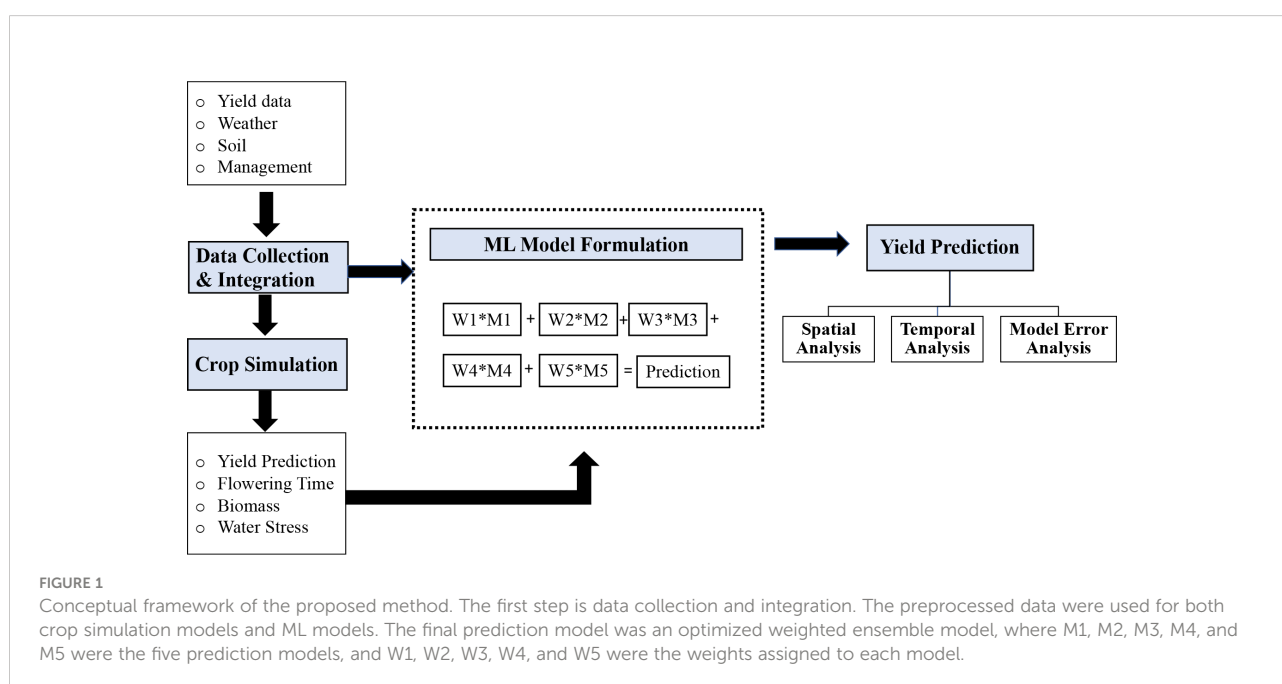 ○ Yield data
○ Weather
○ Soil
○ Management
Data Collection
& Integration
Crop Simulation
○ Yield Prediction
○ Flowering Time
○ Biomass
○ Water Stress
ML Model Formulation
W1*M1 + W2*M2 + W3*M3 +
W4*M4 + W5*M5 = Prediction
Yield Prediction
Spatial
Analysis
Temporal
Analysis
Model Error
Analysis
FIGURE 1
Conceptual framework of the proposed method. The first step is data collection and integration. The preprocessed data were used for both
crop simulation models and ML models. The final prediction model was an optimized weighted ensemble model, where M1, M2, M3, M4, and
M5 were the five prediction models, and W1, W2, W3, W4, and W5 were the weights assigned to each model.